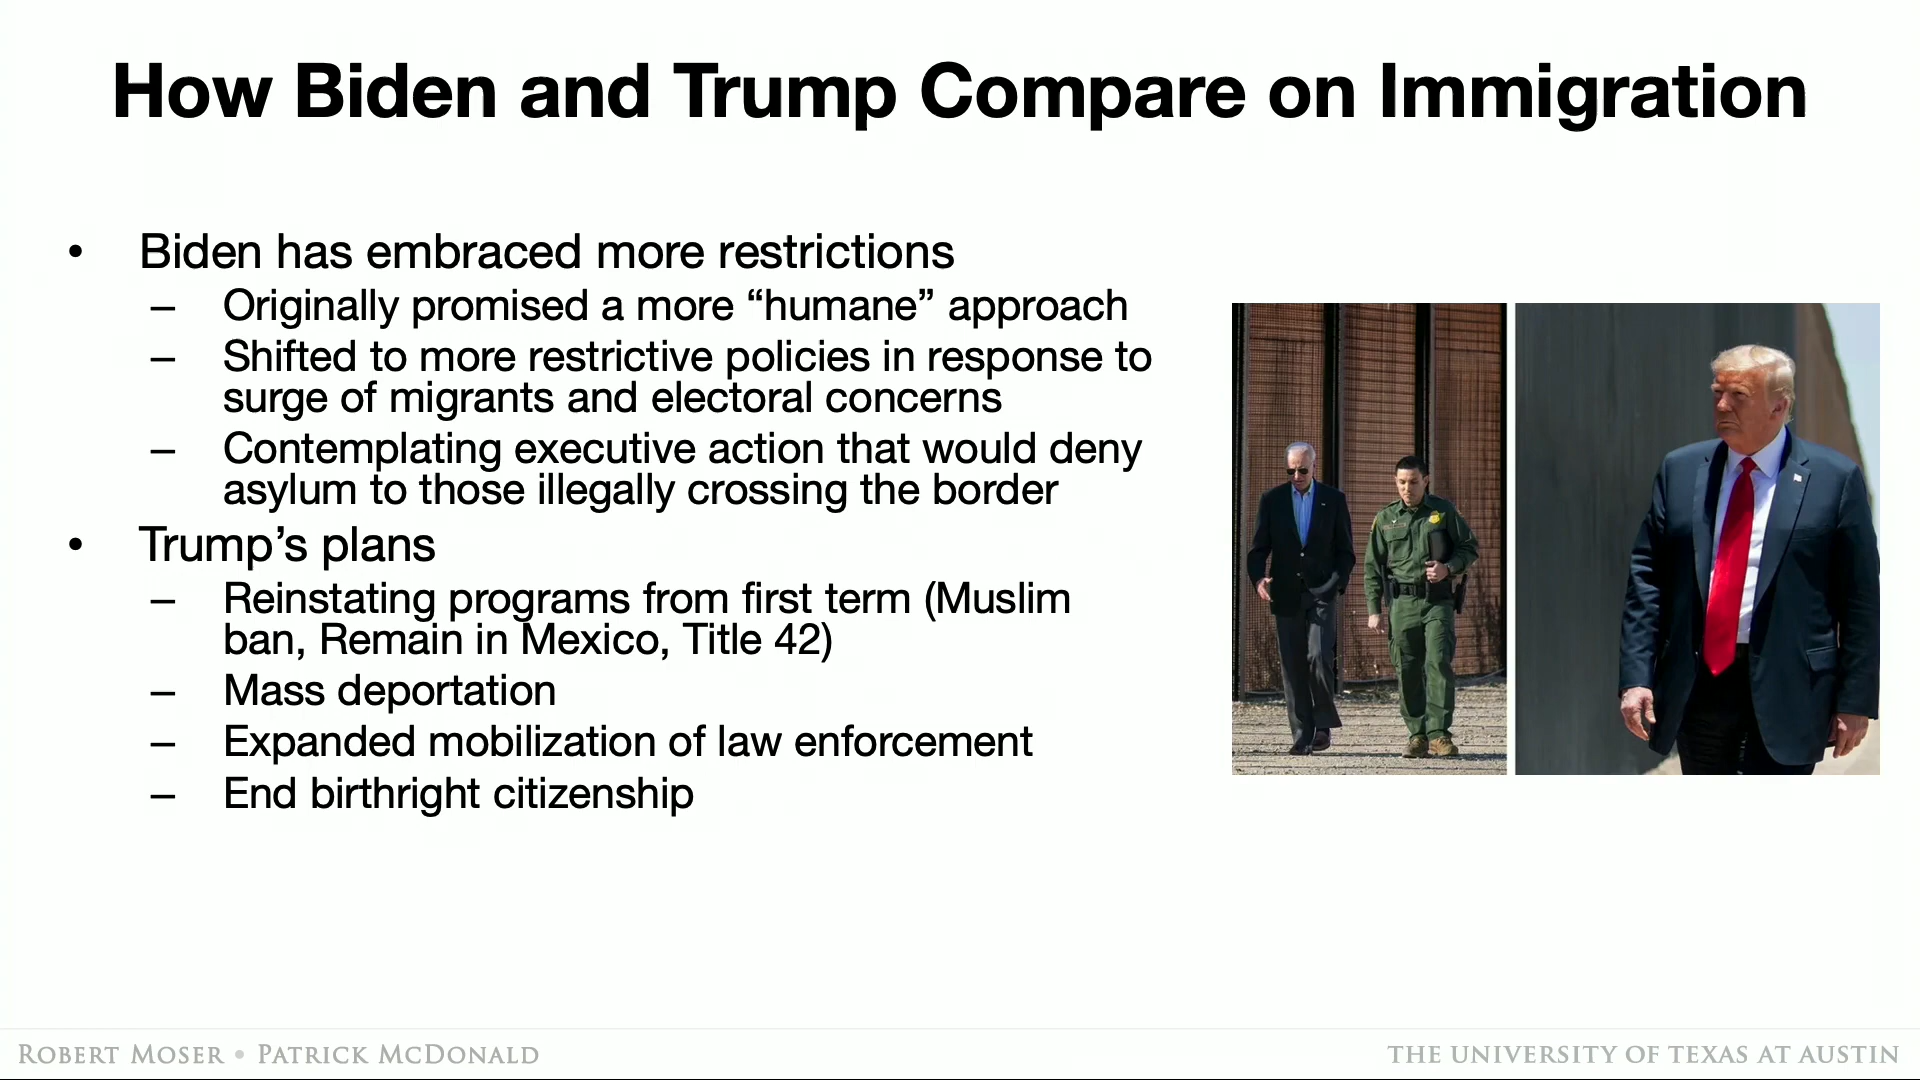 How Biden and Trump Compare on Immigration
• Biden has embraced more restrictions
– Originally promised a more “humane” approach
– Shifted to more restrictive policies in response to
surge of migrants and electoral concerns
– Contemplating executive action that would deny
asylum to those illegally crossing the border
• Trump’s plans
– Reinstating programs from first term (Muslim
ban, Remain in Mexico, Title 42)
– Mass deportation
– Expanded mobilization of law enforcement
– End birthright citizenship
ROBERT MOSER • PATRICK MCDONALD
THE UNIVERSITY OF TEXAS AT AUSTIN